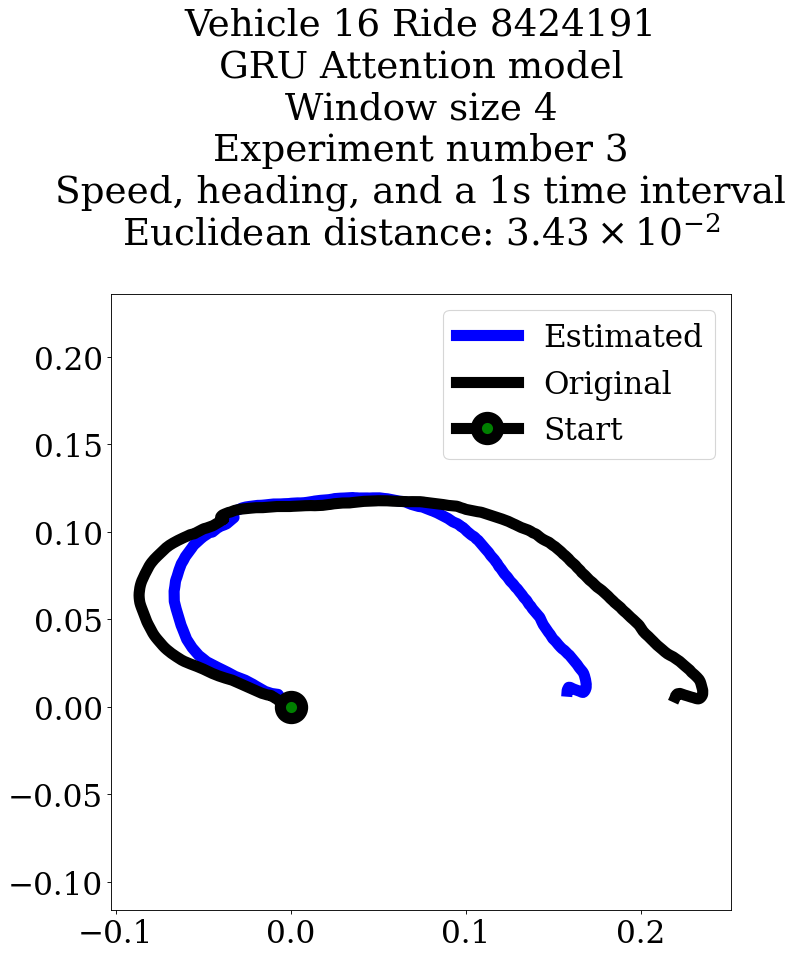 Vehicle 16 Ride 8424191
GRU Attention model
Window size 4
Experiment number 3
Speed, heading, and a 1s time interval
Euclidean distance: 3.43 × 10⁻²
Estimated
Original
Start
0.20
0.15
0.10
0.05
0.00
−0.05
−0.10
−0.1 0.0 0.1 0.2